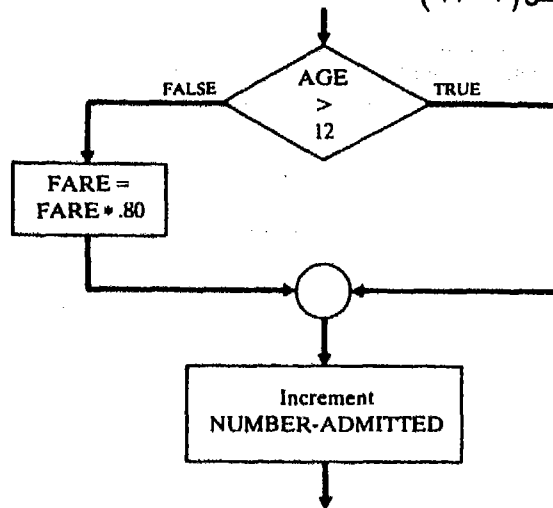 AGE
>
12
FALSE
TRUE
FARE =
FARE * .80
Increment
NUMBER-ADMITTED